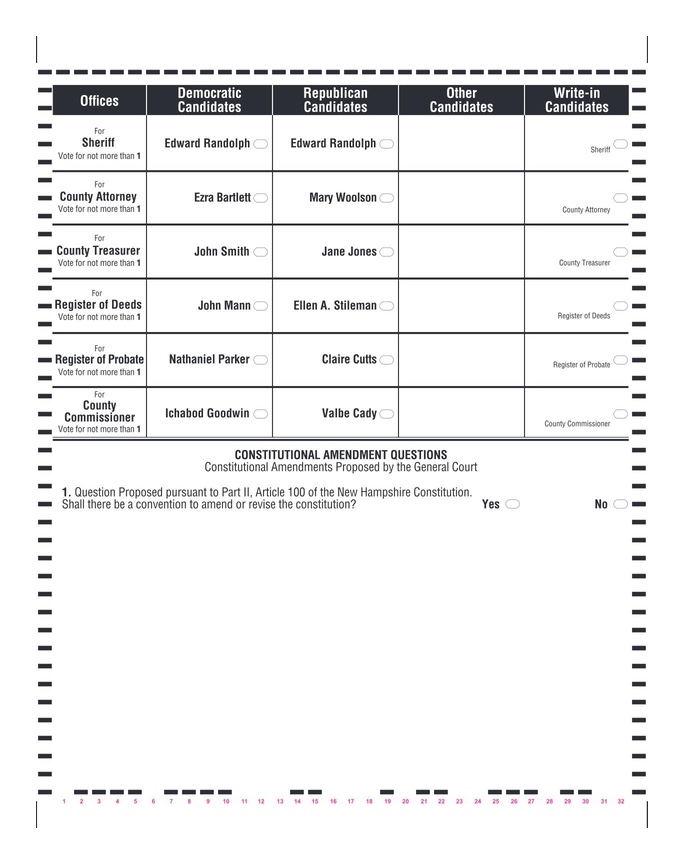 Offices
Democratic
Candidates
Republican
Candidates
Other
Candidates
Write-in
Candidates
For
Sheriff
Vote for not more than 1
Edward Randolph
Edward Randolph
Sheriff
For
County Attorney
Vote for not more than 1
Ezra Bartlett
Mary Woolson
County Attorney
For
County Treasurer
Vote for not more than 1
John Smith
Jane Jones
County Treasurer
For
Register of Deeds
Vote for not more than 1
John Mann
Ellen A. Stileman
Register of Deeds
For
Register of Probate
Vote for not more than 1
Nathaniel Parker
Claire Cutts
Register of Probate
For
County
Commissioner
Vote for not more than 1
Ichabod Goodwin
Valbe Cady
County Commissioner
CONSTITUTIONAL AMENDMENT QUESTIONS
Constitutional Amendments Proposed by the General Court
1. Question Proposed pursuant to Part II, Article 100 of the New Hampshire Constitution.
Shall there be a convention to amend or revise the constitution? Yes No
1 2 3 4 5 6 7 8 9 10 11 12 13 14 15 16 17 18 19 20 21 22 23 24 25 26 27 28 29 30 31 32